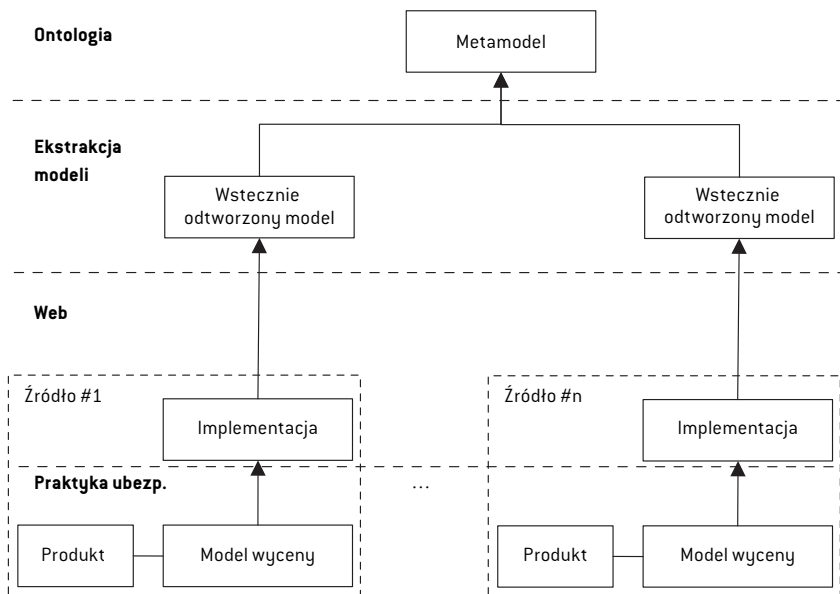 Ontologia
Metamodel
Ekstrakcja
modeli
Wstecznie
odtworzony model
Wstecznie
odtworzony model
Web
Źródło #1
Źródło #n
Implementacja
Implementacja
Praktyka ubezp.
...
Produkt
Model wyceny
Produkt
Model wyceny